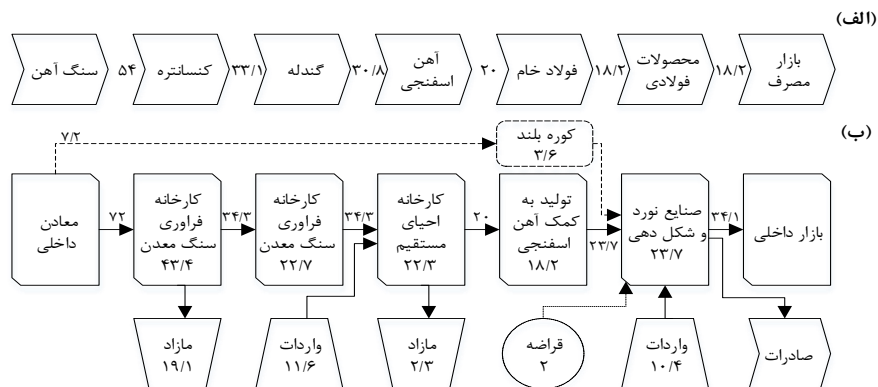 (الف)
سنگ آهن
۵۴
کنسانتره
۳۳/۱
گندله
۳۰/۸
آهن
اسفنجی
۲۰
فولاد خام
۱۸/۲
محصولات
فولادی
۱۸/۲
بازار
مصرف
(ب)
۷/۲
کوره بلند
۳/۶
معادن
داخلی
۷۲
کارخانه
فراوری
سنگ معدن
۴۳/۴
۳۴/۳
کارخانه
فراوری
سنگ معدن
۲۲/۷
۳۴/۳
کارخانه
احیای
مستقیم
۲۲/۳
۲۰
تولید به
کمک آهن
اسفنجی
۱۸/۲
۲۳/۷
صنایع نورد
و شکل دهی
۲۳/۷
۳۴/۱
بازار داخلی
مازاد
۱۹/۱
واردات
۱۱/۶
مازاد
۲/۳
قراضه
۲
واردات
۱۰/۴
صادرات